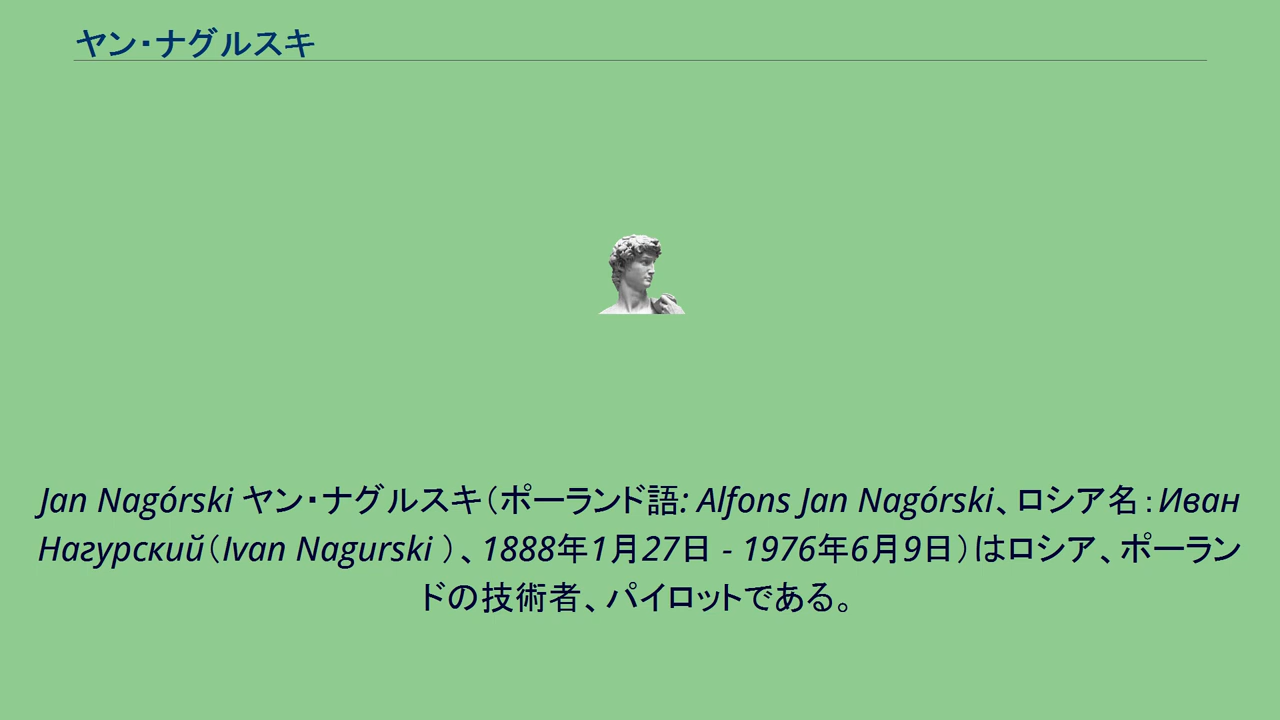 ヤン・ナグルスキ
Jan Nagórski ヤン・ナグルスキ（ポーランド語: Alfons Jan Nagórski、ロシア名：Иван
Нагурский（Ivan Nagurski ）、1888年1月27日 - 1976年6月9日）はロシア、ポーラン
ドの技術者、パイロットである。